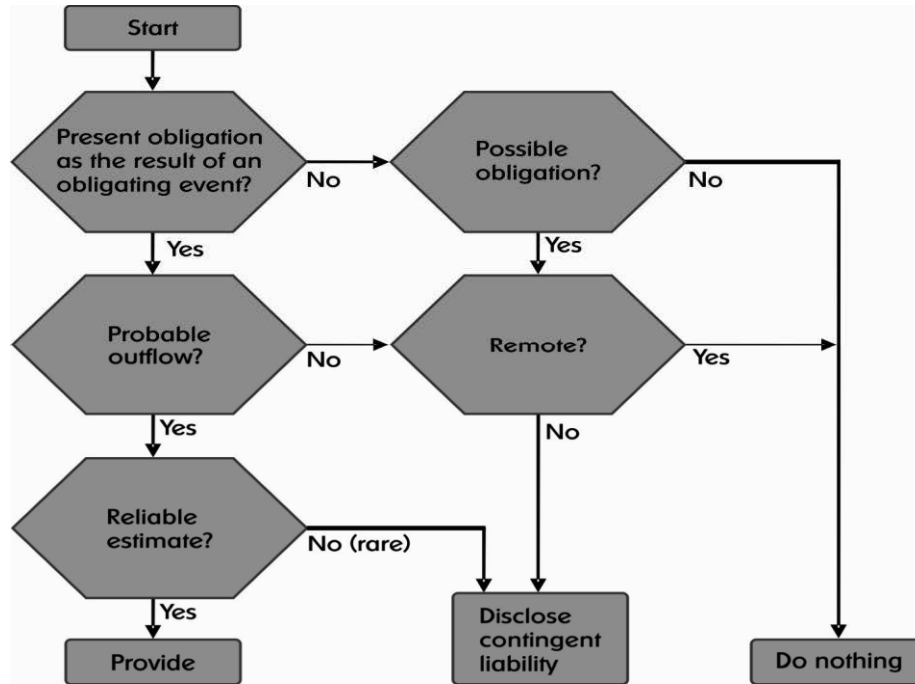 Start
Present obligation
as the result of an
obligating event?
No
Possible
obligation?
No
Yes
Yes
Probable
outflow?
No
Remote?
Yes
Yes
No
Reliable
estimate?
No (rare)
Yes
Provide
Disclose
contingent
liability
Do nothing